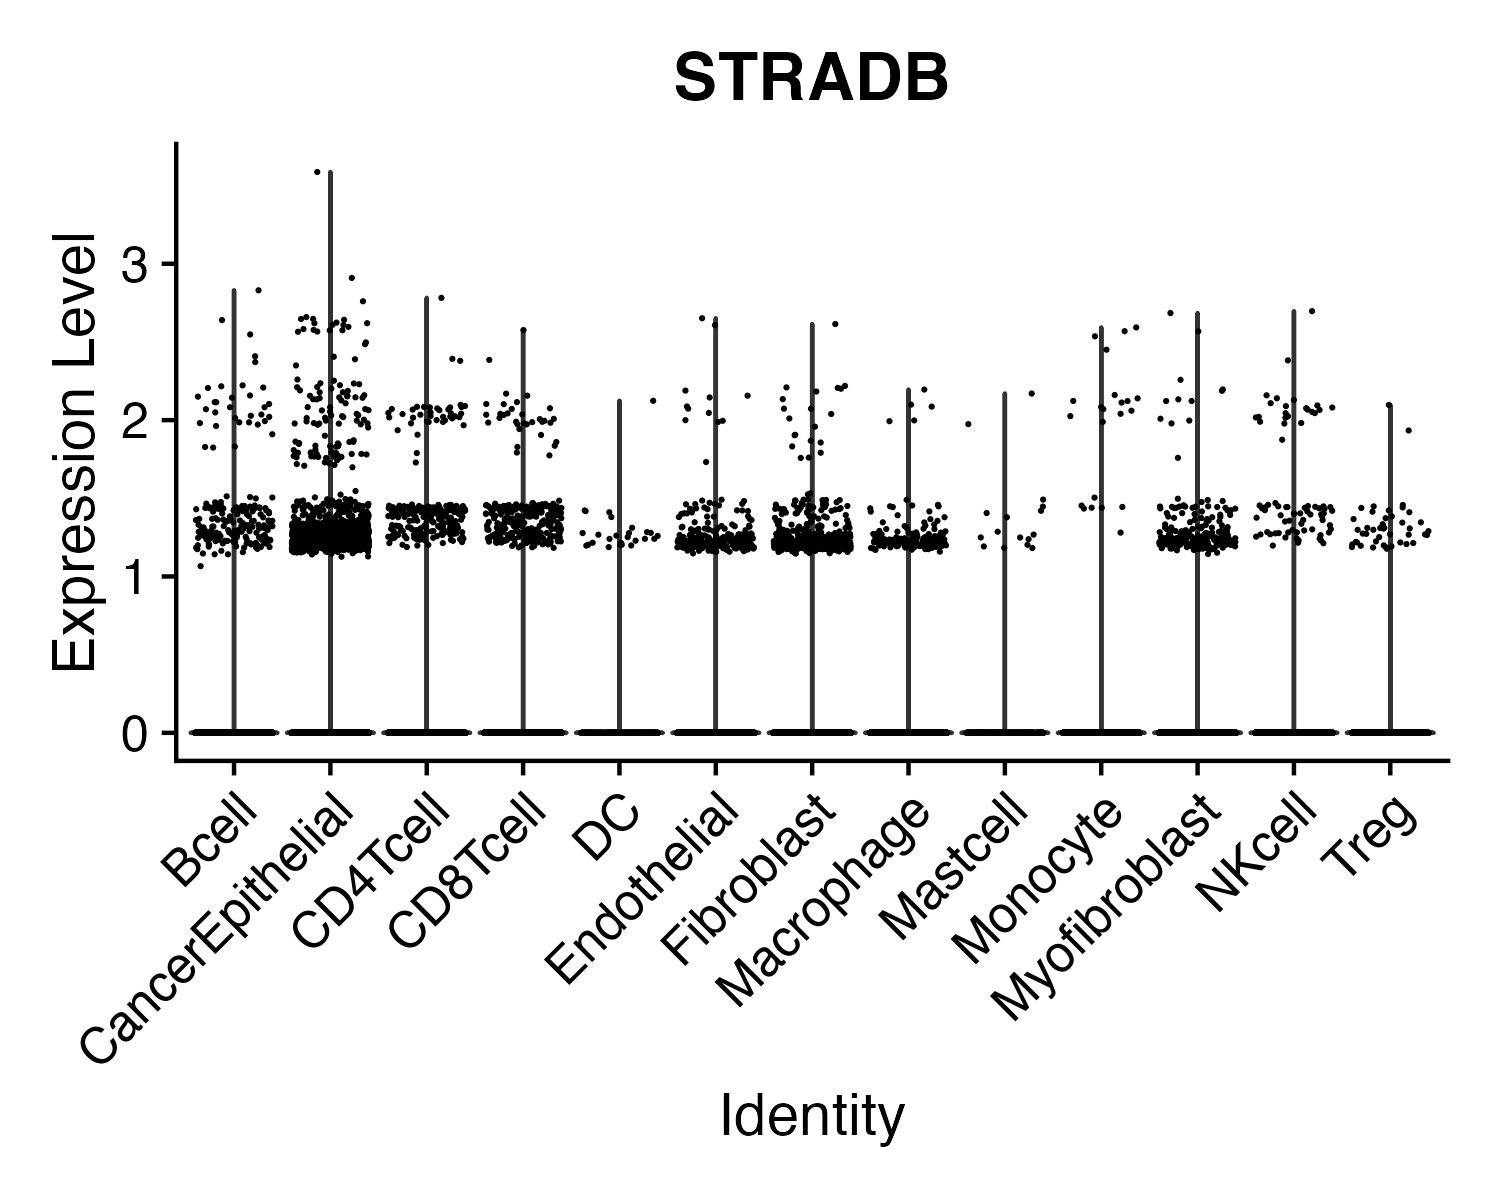 STRADB
Expression Level
3
2
1
0
Bcell
CancerEpithelial
CD4Tcell
CD8Tcell
DC
Endothelial
Fibroblast
Macrophage
Mastcell
Monocyte
Myofibroblast
NKcell
Treg
Identity